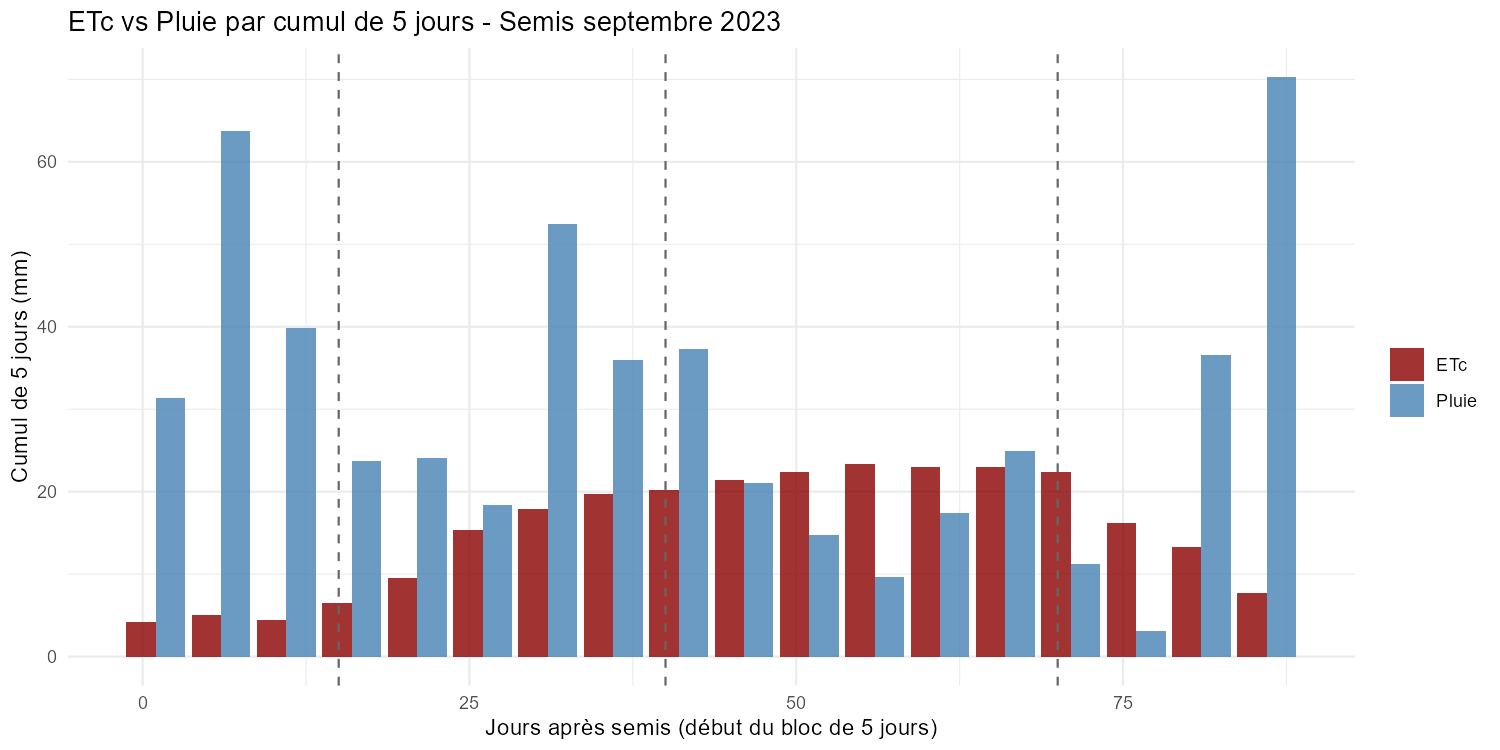 ETc vs Pluie par cumul de 5 jours - Semis septembre 2023
Cumul de 5 jours (mm)
60
40
20
0
0
25
50
75
Jours après semis (début du bloc de 5 jours)
ETc
Pluie